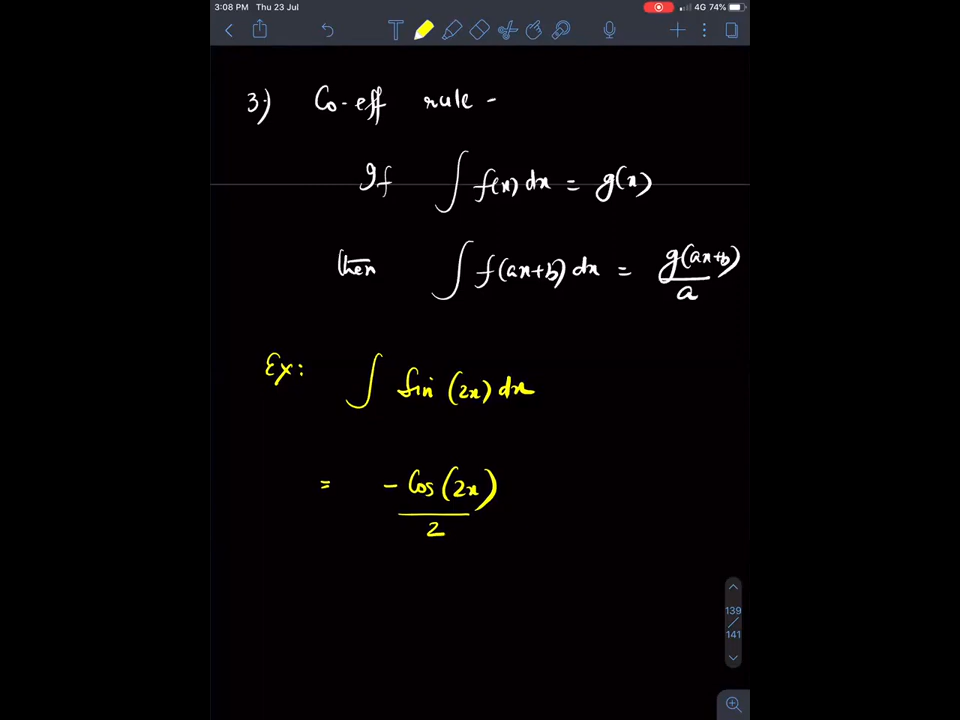 3:08 PM Thu 23 Jul 4G 74%
T
3) Co-eff rule -
If ∫ f(x) dx = g(x)
then ∫ f(ax+b) dx = g(ax+b)/a
Ex: ∫ Sin (2x) dx
= - Cos (2x)/2
139
/
141